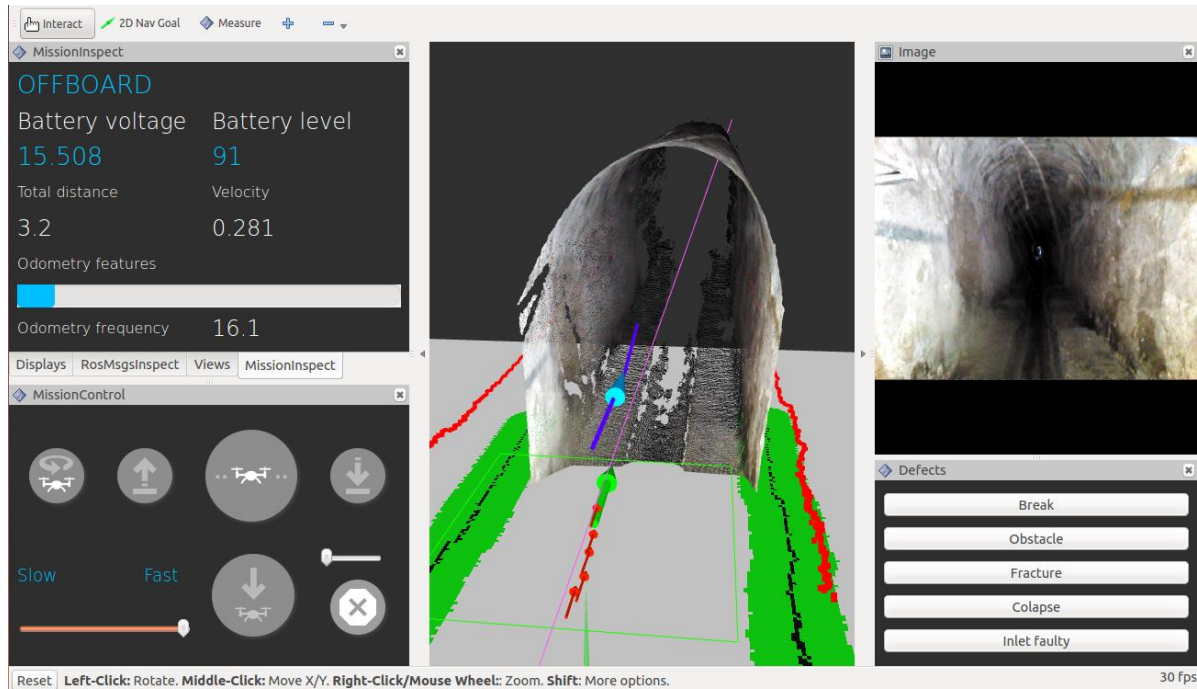 Interact 2D Nav Goal Measure
MissionInspect
OFFBOARD
Battery voltage Battery level
15.508 91
Total distance Velocity
3.2 0.281
Odometry features
Odometry frequency 16.1
Displays RosMsgsInspect Views MissionInspect
MissionControl
Slow Fast
Image
Defects
Break
Obstacle
Fracture
Colapse
Inlet faulty
Reset Left-Click: Rotate. Middle-Click: Move X/Y. Right-Click/Mouse Wheel:: Zoom. Shift: More options. 30 fps